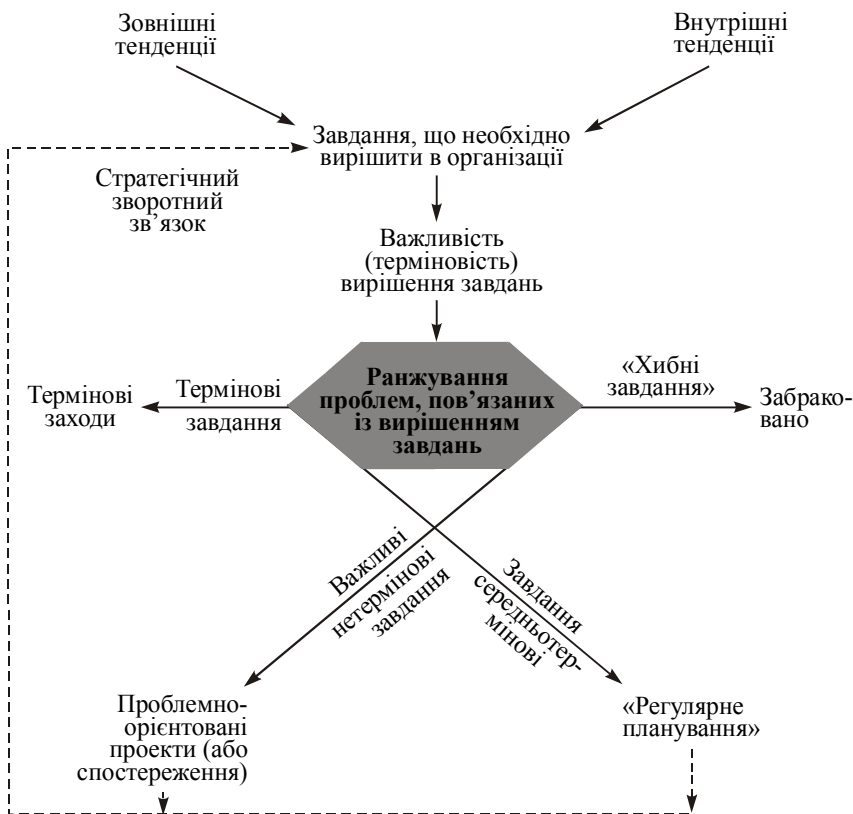 Зовнішні
тенденції
Внутрішні
тенденції
Завдання, що необхідно
вирішити в організації
Стратегічний
зворотний
зв’язок
Важливість
(терміновість)
вирішення завдань
Ранжування
проблем, пов’язаних
із вирішенням
завдань
Термінові
заходи
Термінові
завдання
«Хибні
завдання»
Забрако-
вано
Важливі
нетермінові
завдання
Завдання
середньотер-
мінові
Проблемно-
орієнтовані
проекти (або
спостереження)
«Регулярне
планування»